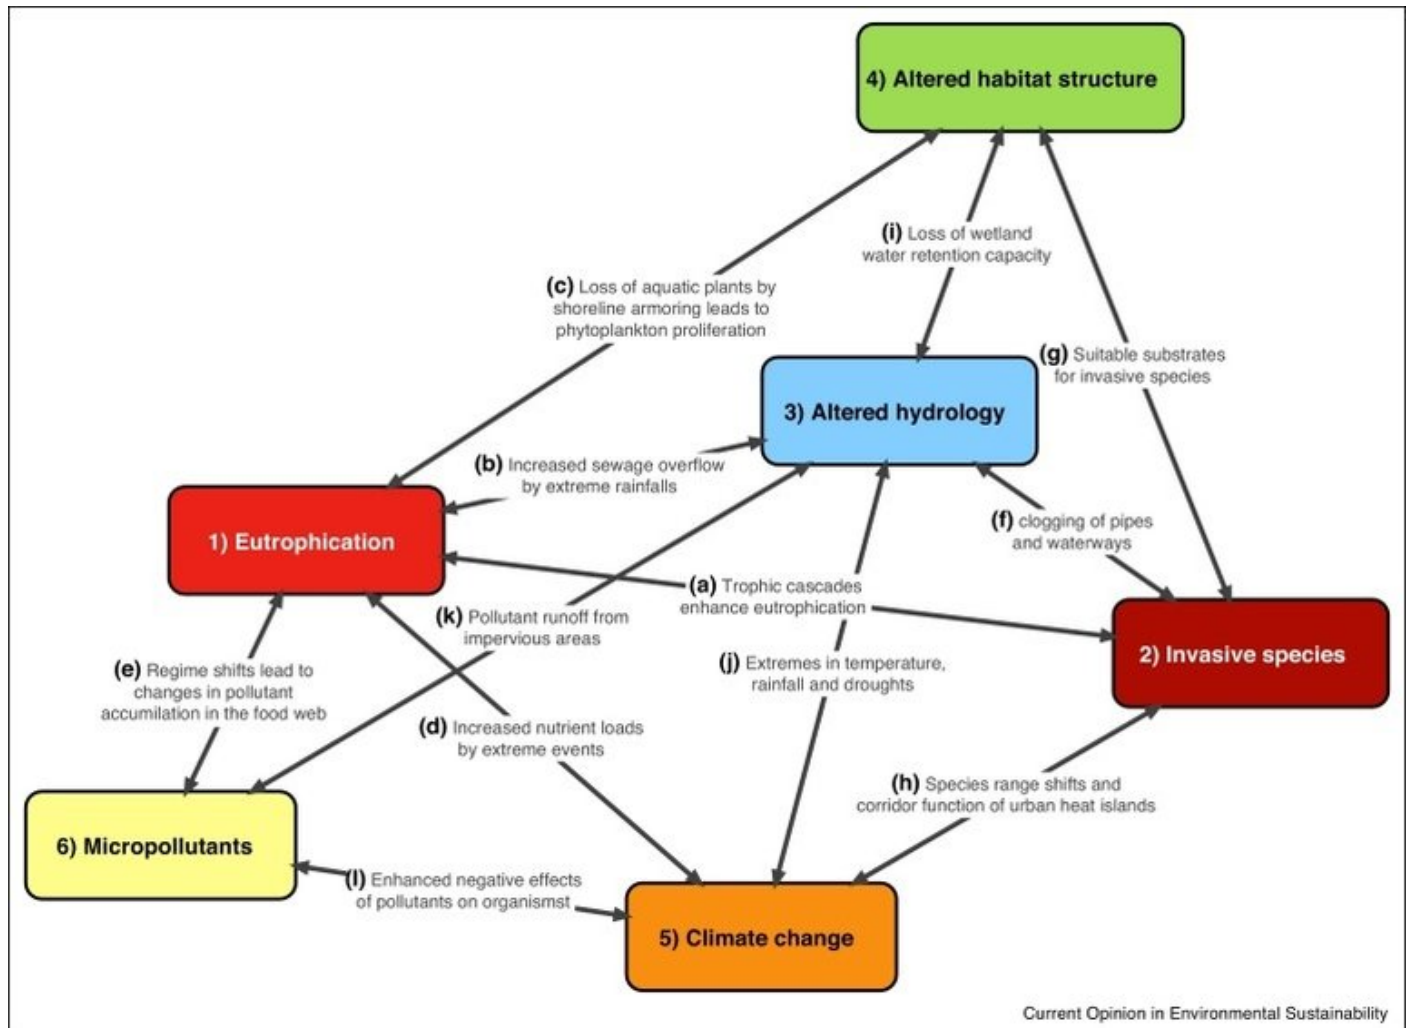 4) Altered habitat structure
(i) Loss of wetland
water retention capacity
(c) Loss of aquatic plants by
shoreline armoring leads to
phytoplankton proliferation
(g) Suitable substrates
for invasive species
3) Altered hydrology
(b) Increased sewage overflow
by extreme rainfalls
1) Eutrophication
(f) clogging of pipes
and waterways
(a) Trophic cascades
enhance eutrophication
(k) Pollutant runoff from
impervious areas
2) Invasive species
(e) Regime shifts lead to
changes in pollutant
accumilation in the food web
(j) Extremes in temperature,
rainfall and droughts
(d) Increased nutrient loads
by extreme events
(h) Species range shifts and
corridor function of urban heat islands
6) Micropollutants
(l) Enhanced negative effects
of pollutants on organismst
5) Climate change
Current Opinion in Environmental Sustainability